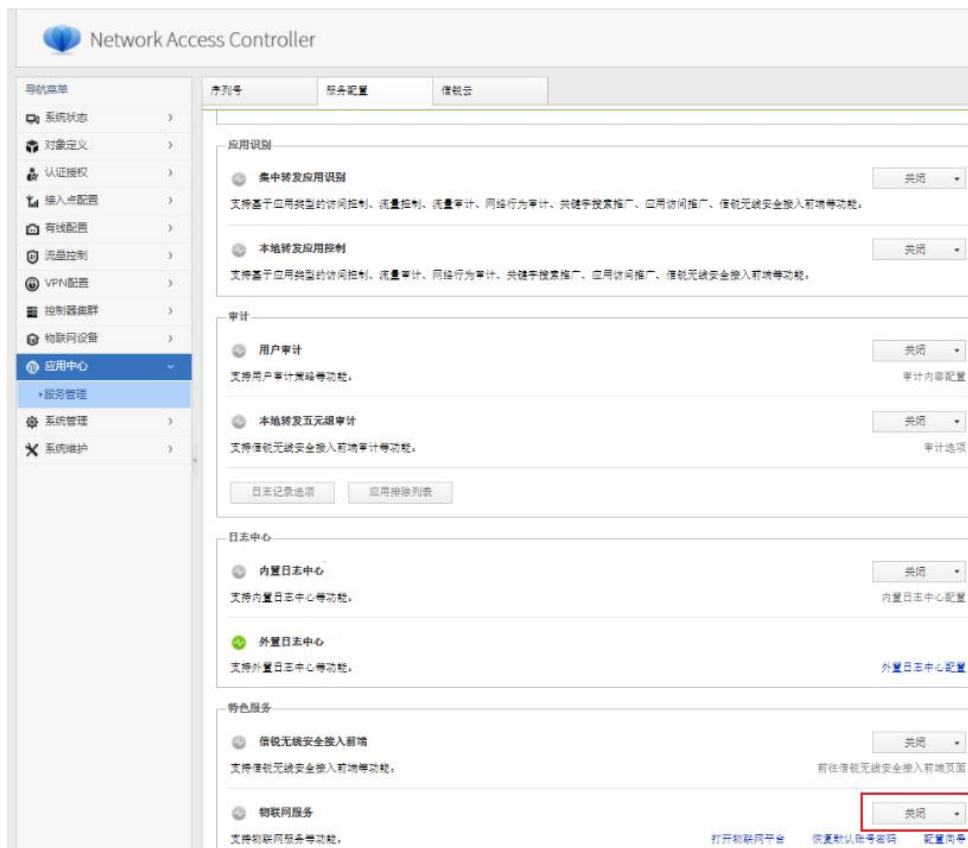 Network Access Controller
导航菜单
系统状态
对象定义
认证授权
接入点配置
有线配置
流量控制
VPN配置
控制器集群
物联网设备
应用中心
服务管理
系统管理
系统维护
序列号 服务配置 信锐云
应用识别
集中转发应用识别 关闭
支持基于应用类型的访问控制、流量控制、流量审计、网络行为审计、关键字搜索推广、应用访问推广、信锐无线安全接入前端等功能。
本地转发应用控制 关闭
支持基于应用类型的访问控制、流量审计、网络行为审计、关键字搜索推广、应用访问推广、信锐无线安全接入前端等功能。
审计
用户审计 关闭
支持用户审计策略等功能。 审计内容配置
本地转发五元组审计 关闭
支持信锐无线安全接入前端审计等功能。 审计选项
日志记录选项 应用排除列表
日志中心
内置日志中心 关闭
支持内置日志中心等功能。 内置日志中心配置
外置日志中心
支持外置日志中心等功能。 外置日志中心配置
特色服务
信锐无线安全接入前端 关闭
支持信锐无线安全接入前端等功能。 前往信锐无线安全接入前端页面
物联网服务 关闭
支持物联网服务等功能。 打开物联网平台 恢复默认账号密码 配置向导